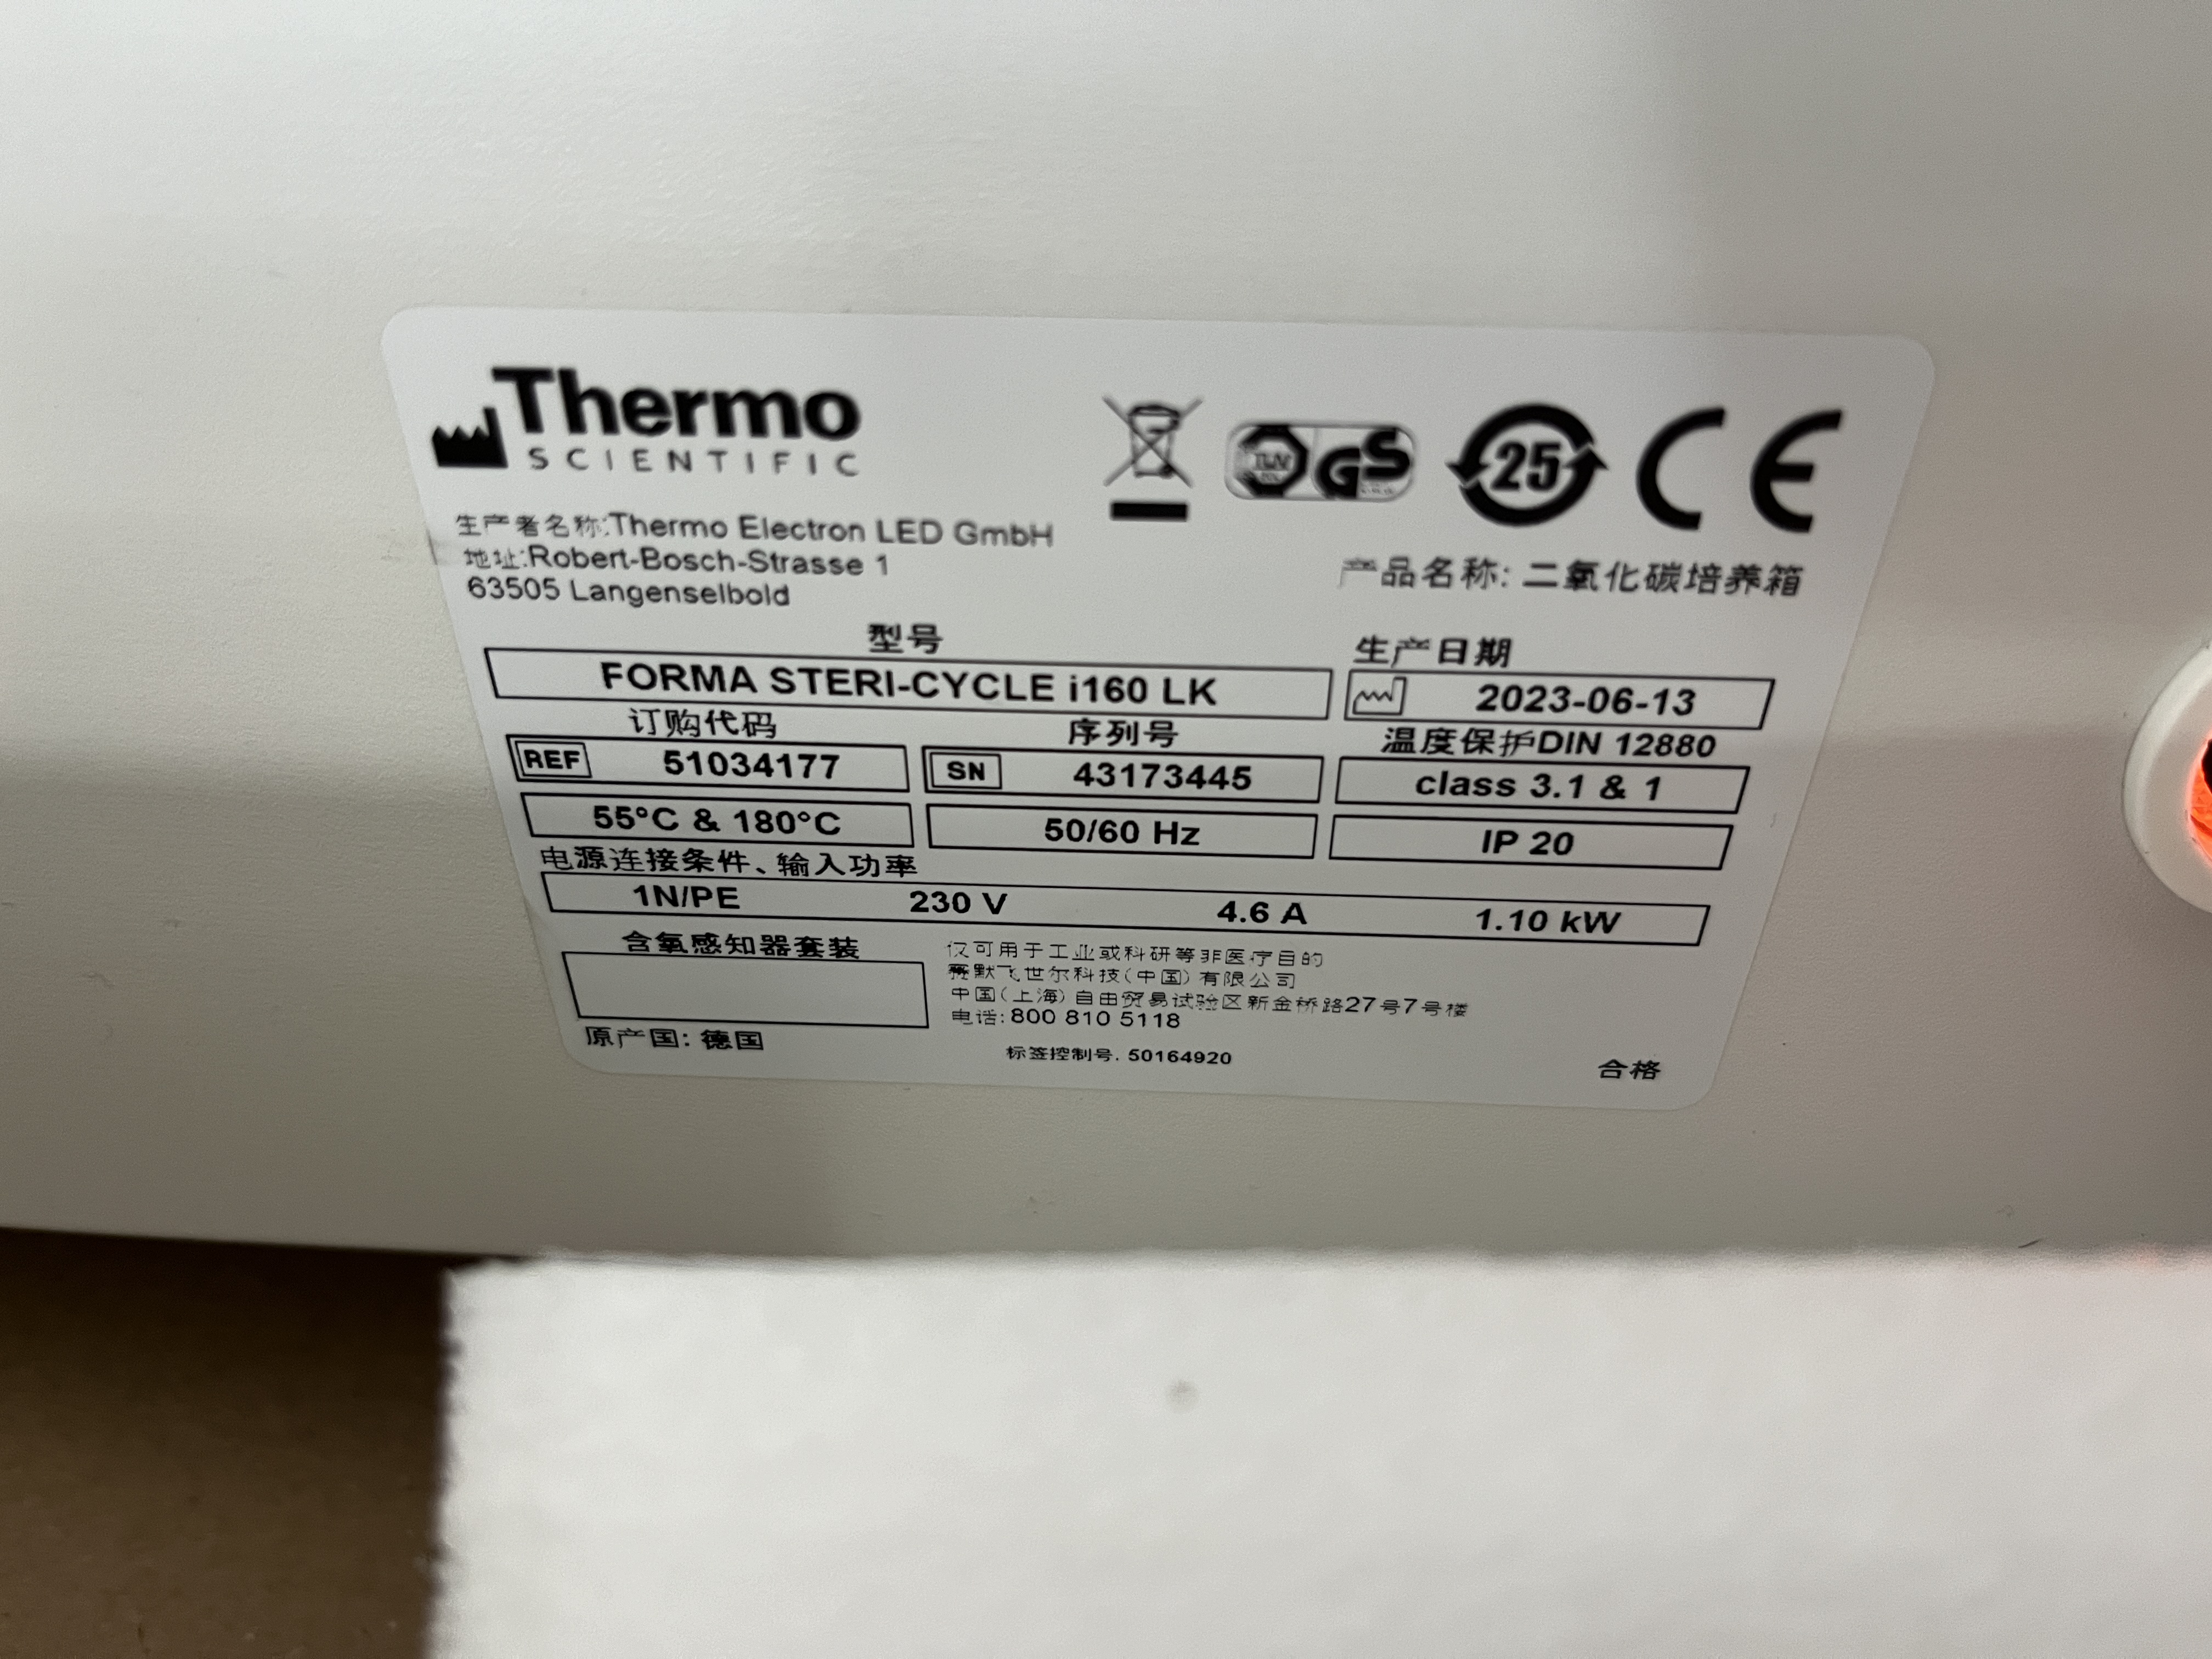 Thermo
SCIENTIFIC
TÜV
GS
25
CE
生产者名称:Thermo Electron LED GmbH
地址:Robert-Bosch-Strasse 1
63505 Langenselbold
产品名称: 二氧化碳培养箱
型号
FORMA STERI-CYCLE i160 LK
生产日期
2023-06-13
订购代码
REF 51034177
序列号
SN 43173445
温度保护DIN 12880
class 3.1 & 1
55°C & 180°C
50/60 Hz
IP 20
电源连接条件、输入功率
1N/PE 230 V 4.6 A 1.10 kW
含氧感知器套装
仅可用于工业或科研等非医疗目的
赛默飞世尔科技(中国)有限公司
中国(上海)自由贸易试验区新金桥路27号7号楼
电话:800 810 5118
原产国: 德国
标签控制号. 50164920
合格